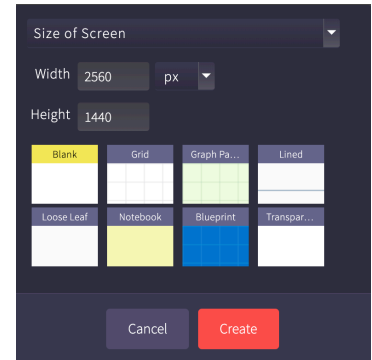 Size of Screen
Width 2560 px
Height 1440
Blank Grid Graph Pa... Lined
Loose Leaf Notebook Blueprint Transpar...
Cancel Create